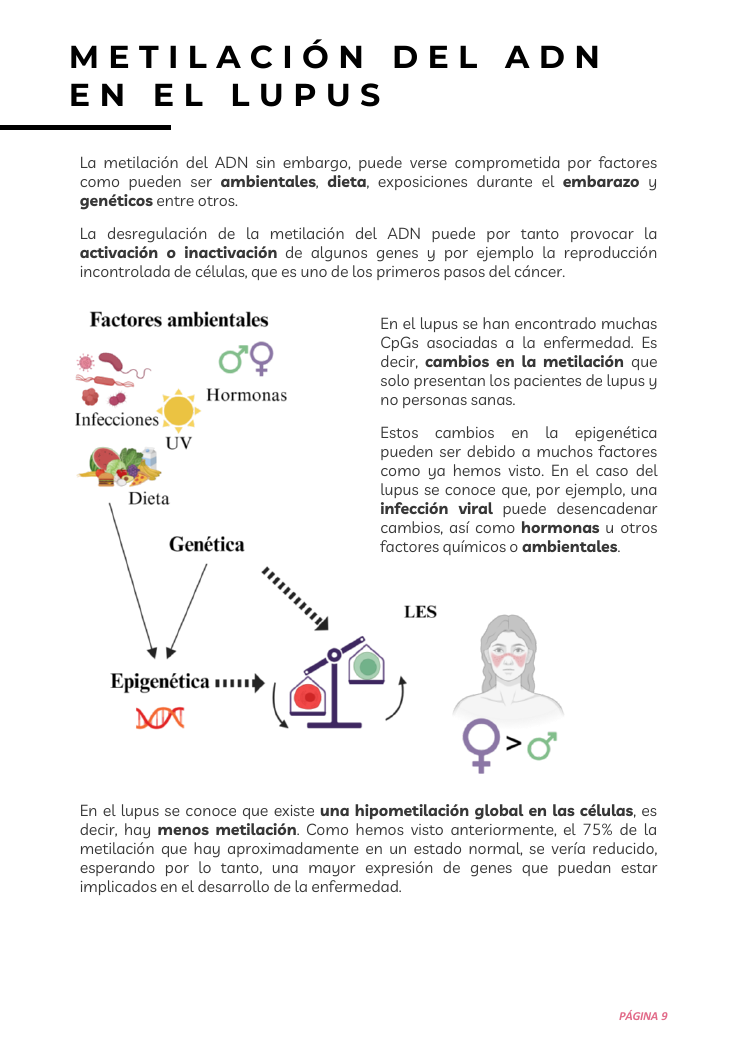 METILACIÓN DEL ADN
EN EL LUPUS
La metilación del ADN sin embargo, puede verse comprometida por factores
como pueden ser ambientales, dieta, exposiciones durante el embarazo y
genéticos entre otros.
La desregulación de la metilación del ADN puede por tanto provocar la
activación o inactivación de algunos genes y por ejemplo la reproducción
incontrolada de células, que es uno de los primeros pasos del cáncer.
Factores ambientales
Hormonas
Infecciones
UV
Dieta
Genética
Epigenética
En el lupus se han encontrado muchas
CpGs asociadas a la enfermedad. Es
decir, cambios en la metilación que
solo presentan los pacientes de lupus y
no personas sanas.
Estos cambios en la epigenética
pueden ser debido a muchos factores
como ya hemos visto. En el caso del
lupus se conoce que, por ejemplo, una
infección viral puede desencadenar
cambios, así como hormonas u otros
factores químicos o ambientales.
LES
>
En el lupus se conoce que existe una hipometilación global en las células, es
decir, hay menos metilación. Como hemos visto anteriormente, el 75% de la
metilación que hay aproximadamente en un estado normal, se vería reducido,
esperando por lo tanto, una mayor expresión de genes que puedan estar
implicados en el desarrollo de la enfermedad.
PÁGINA 9